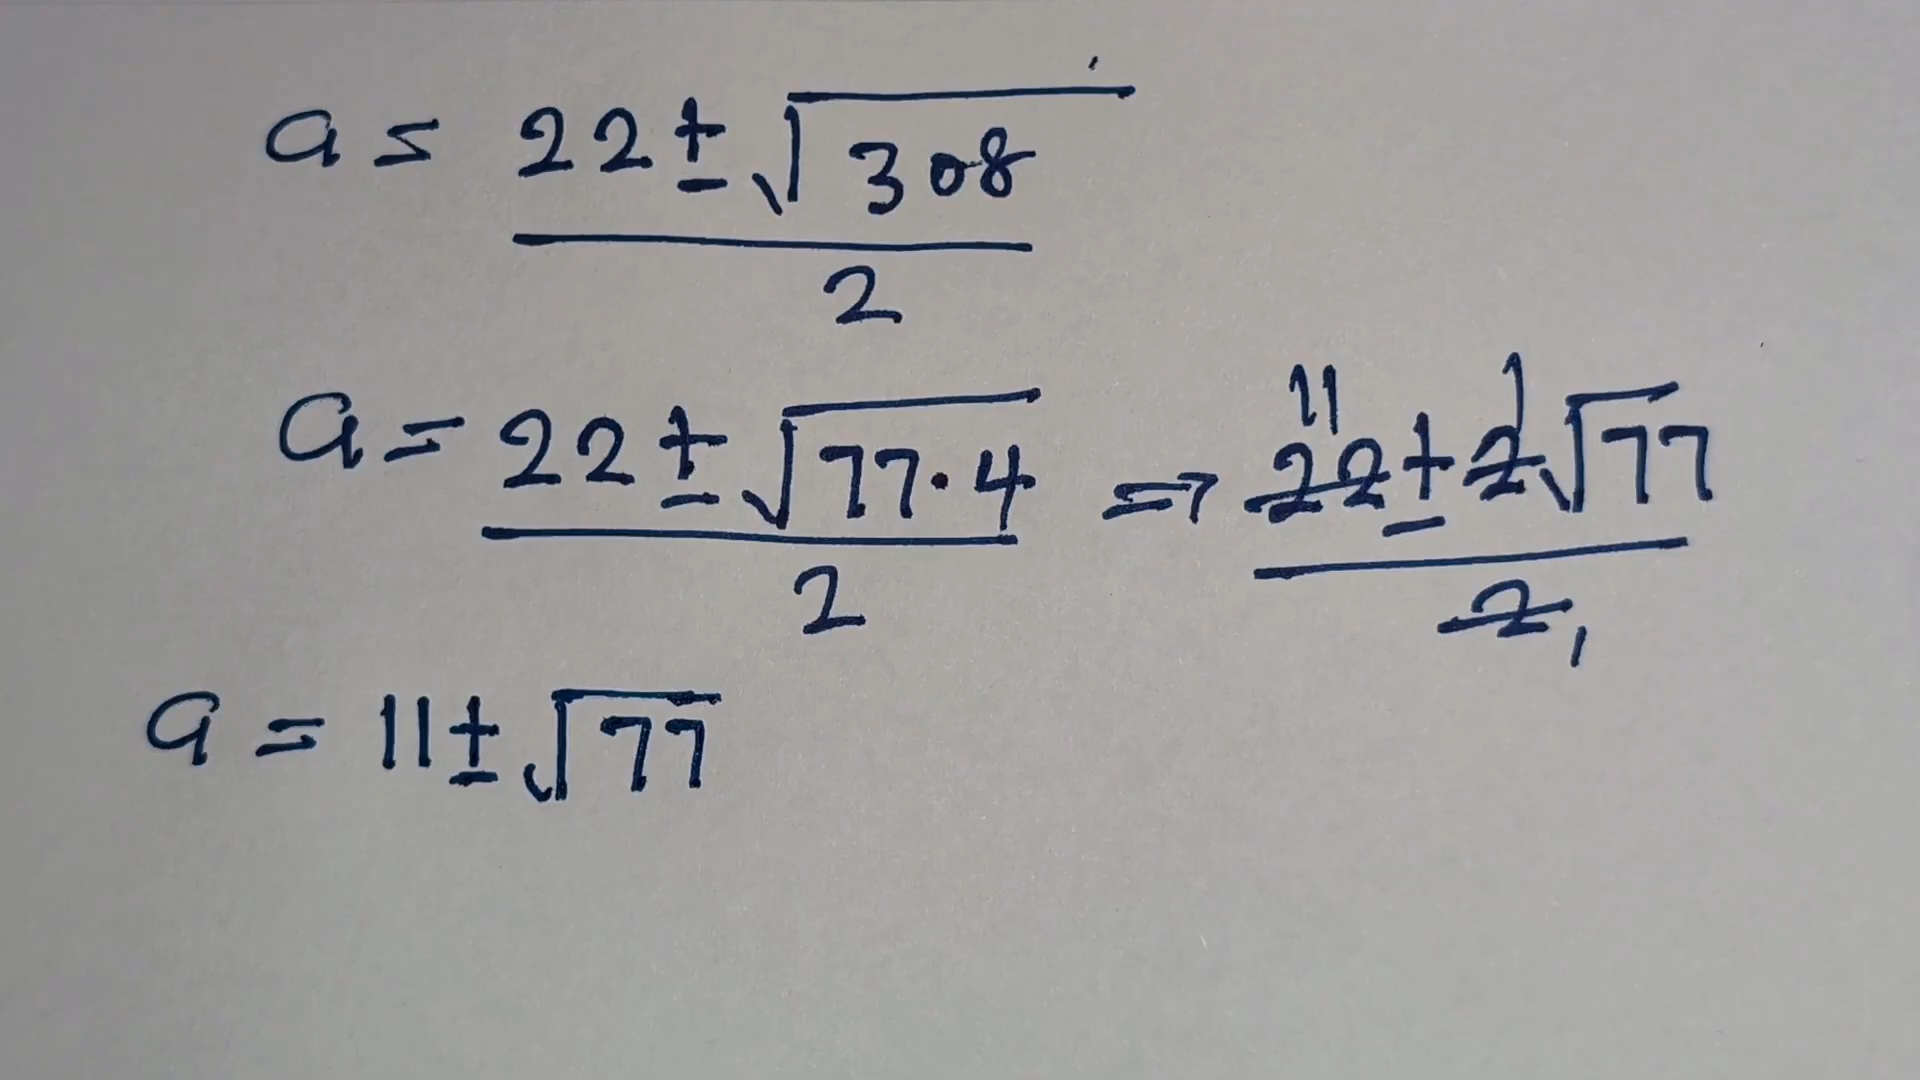 a = (22 ± √308) / 2
a = (22 ± √(77·4)) / 2 ⇒ (22 ± 2√77) / 2 11 1 1
a = 11 ± √77